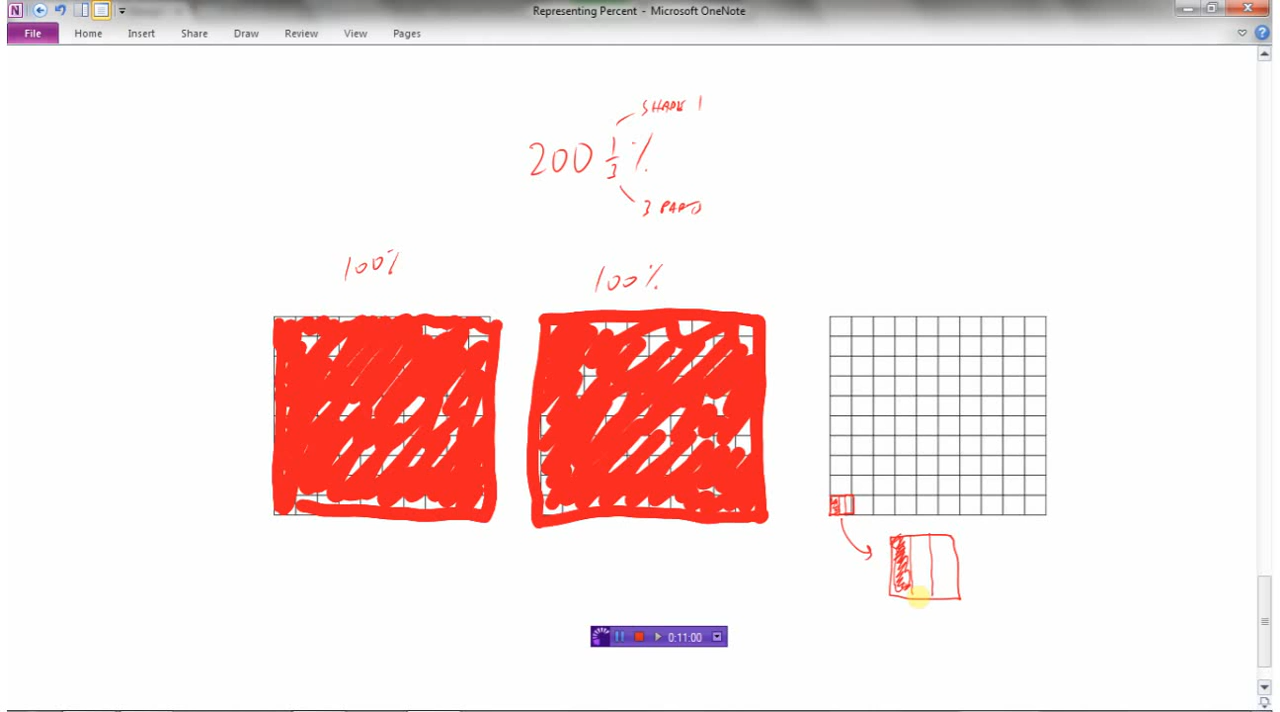 Representing Percent - Microsoft OneNote
File Home Insert Share Draw Review View Pages
SHADE 1
200 1/3 %
3 PARTS
100%
100%
0:11:00